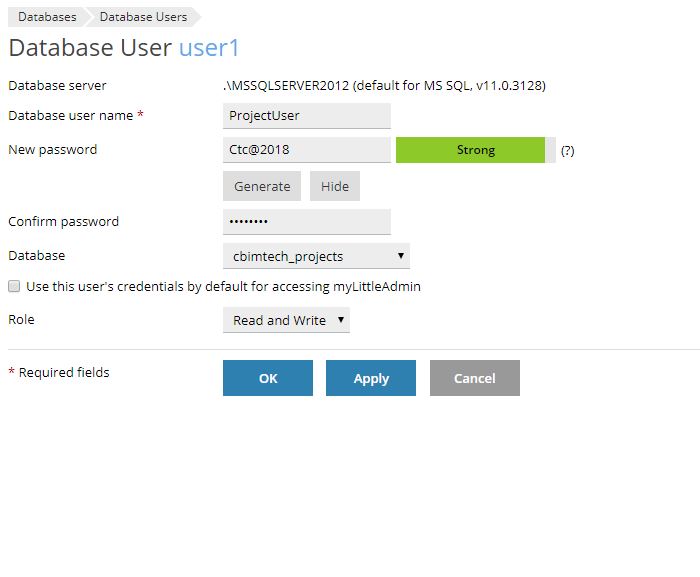 Databases Database Users
Database User user1
Database server .\MSSQLSERVER2012 (default for MS SQL, v11.0.3128)
Database user name * ProjectUser
New password Ctc@2018 Strong (?)
Generate Hide
Confirm password ••••••••
Database cbimtech_projects
Use this user's credentials by default for accessing myLittleAdmin
Role Read and Write
* Required fields OK Apply Cancel